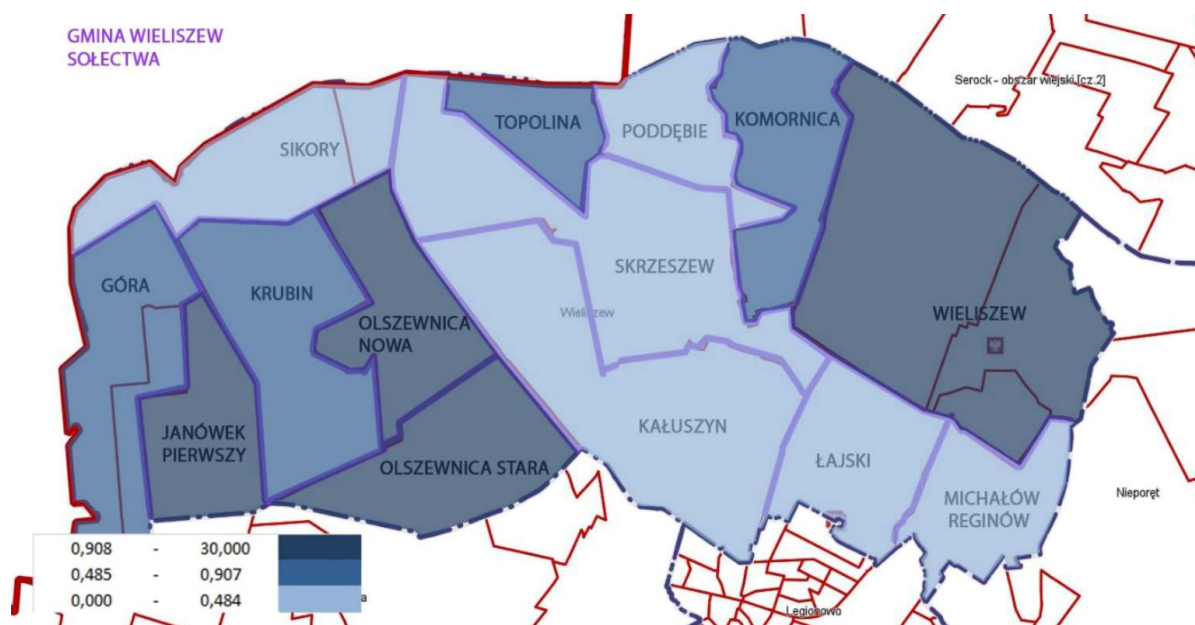 GMINA WIELISZEW
SOŁECTWA
Serock - obszar wiejski [cz.2]
TOPOLINA
PODDĘBIE
KOMORNICA
SIKORY
GÓRA
KRUBIN
SKRZESZEW
OLSZEWNICA
NOWA
Wieliszew
WIELISZEW
JANÓWEK
PIERWSZY
KAŁUSZYN
OLSZEWNICA STARA
ŁAJSKI
MICHAŁÓW
REGINÓW
Nieporęt
0,908 - 30,000
0,485 - 0,907
0,000 - 0,484
a
Legionowo